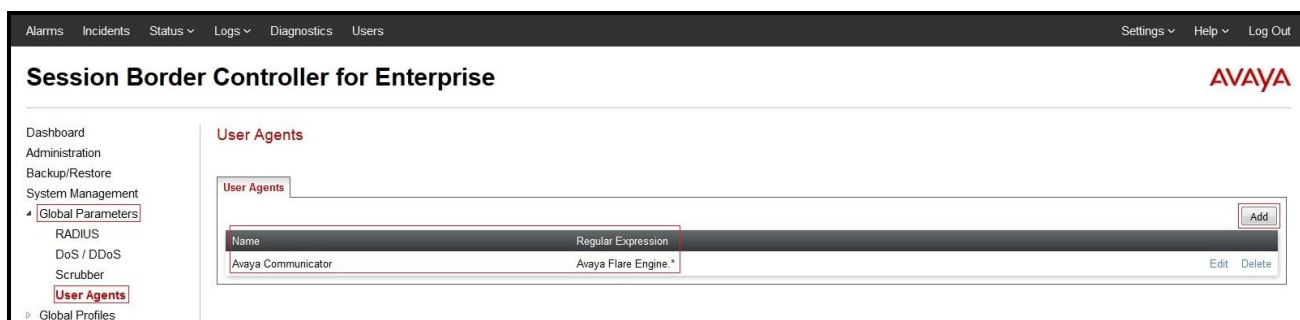 Alarms Incidents Status Logs Diagnostics Users Settings Help Log Out
Session Border Controller for Enterprise
AVAYA
Dashboard
Administration
Backup/Restore
System Management
Global Parameters
RADIUS
DoS / DDoS
Scrubber
User Agents
Global Profiles
User Agents
User Agents
Add
Name Regular Expression
Avaya Communicator Avaya Flare Engine.* Edit Delete